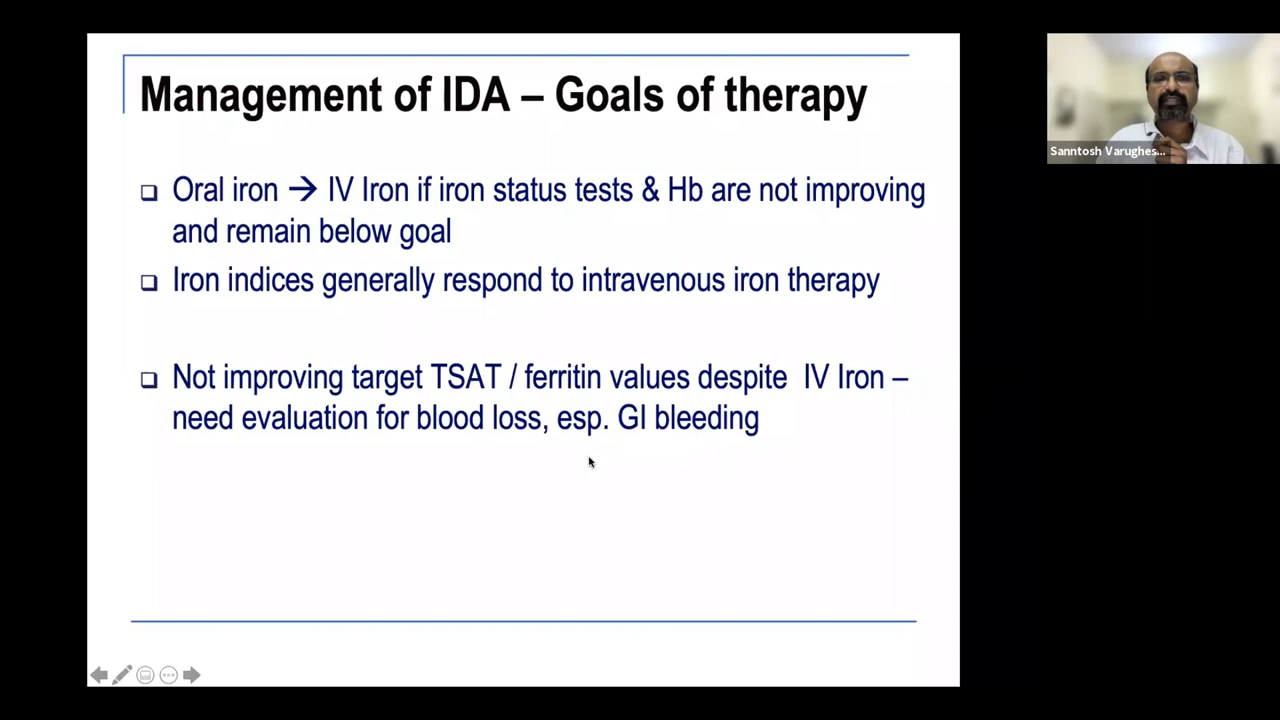 Management of IDA – Goals of therapy
Oral iron → IV Iron if iron status tests & Hb are not improving
and remain below goal
Iron indices generally respond to intravenous iron therapy
Not improving target TSAT / ferritin values despite IV Iron –
need evaluation for blood loss, esp. GI bleeding
Sanntosh Varughes...